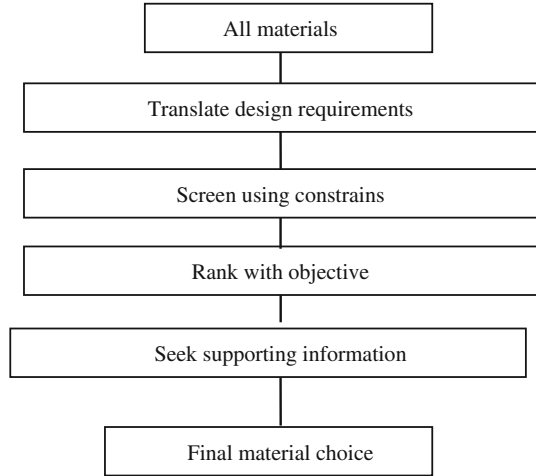 All materials
Translate design requirements
Screen using constrains
Rank with objective
Seek supporting information
Final material choice